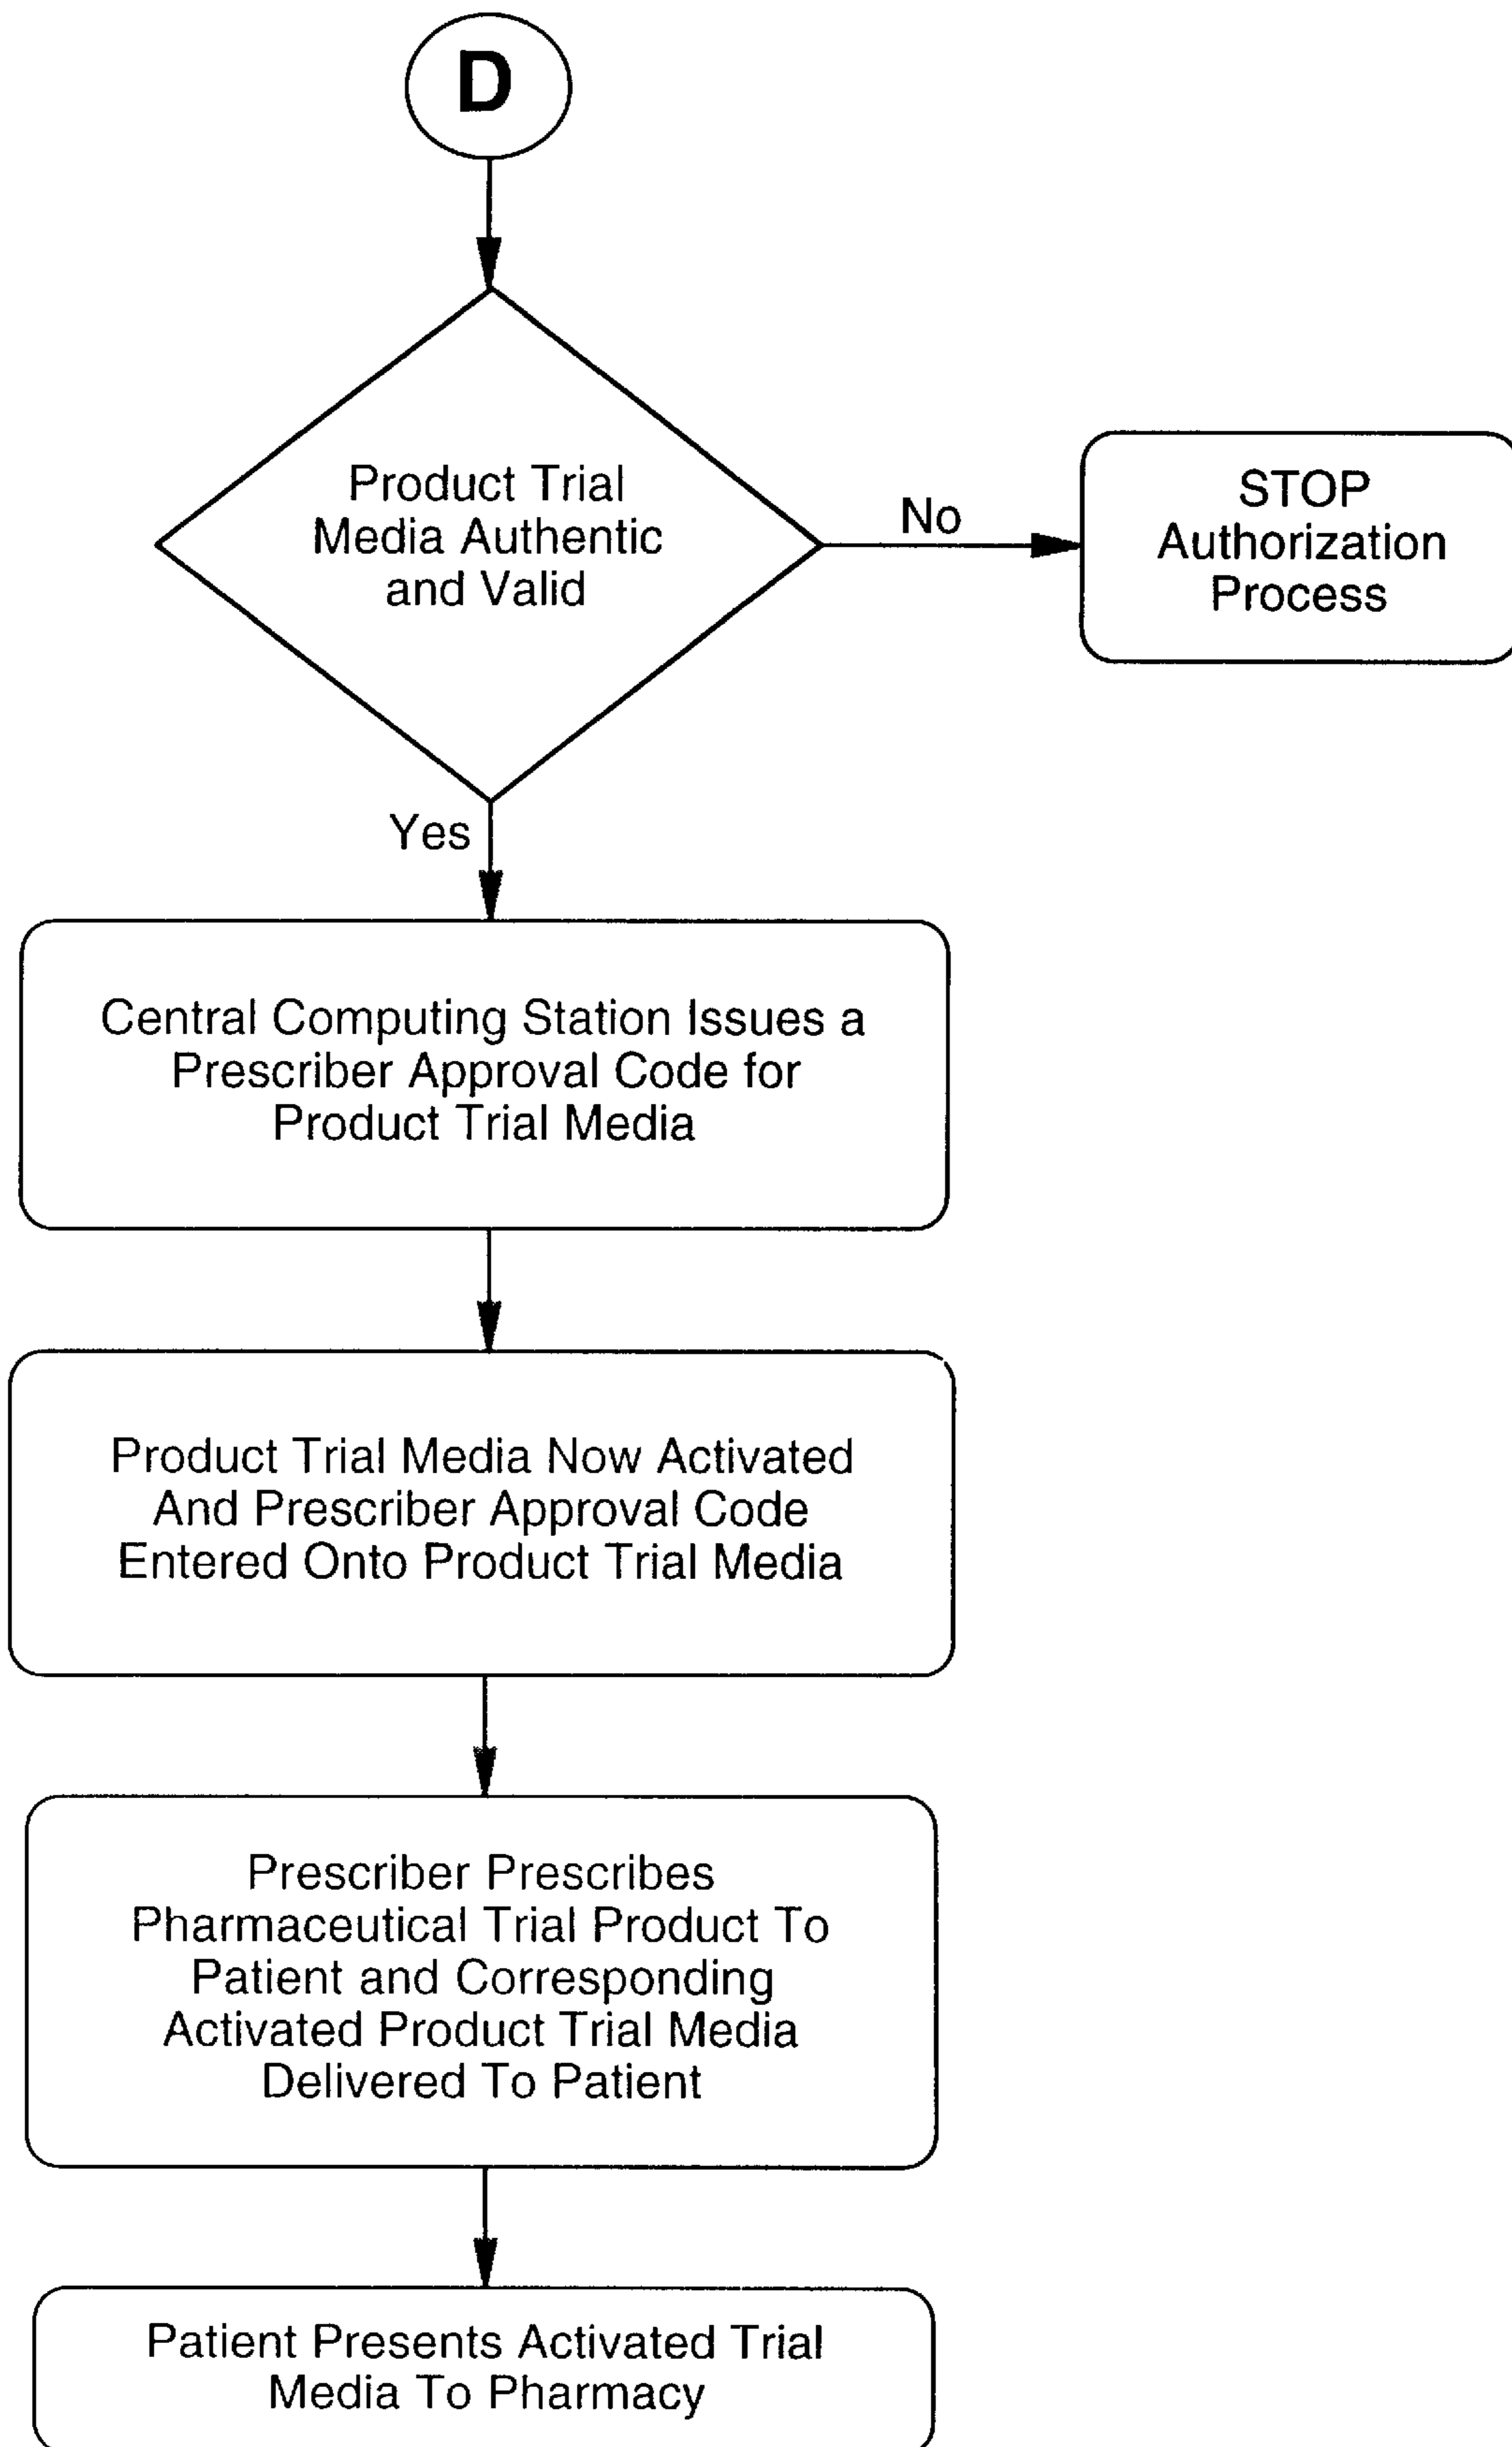 D
Product Trial
Media Authentic
and Valid
No
STOP
Authorization
Process
Yes
Central Computing Station Issues a
Prescriber Approval Code for
Product Trial Media
Product Trial Media Now Activated
And Prescriber Approval Code
Entered Onto Product Trial Media
Prescriber Prescribes
Pharmaceutical Trial Product To
Patient and Corresponding
Activated Product Trial Media
Delivered To Patient
Patient Presents Activated Trial
Media To Pharmacy